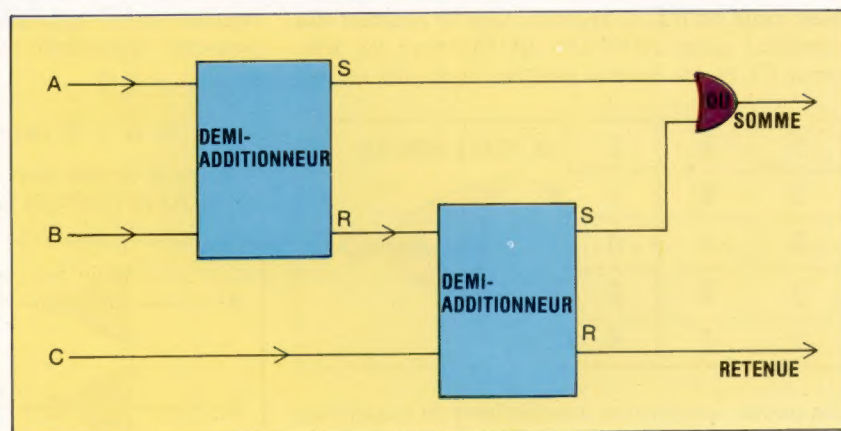 A
S
OU
SOMME
DEMI-
ADDITIONNEUR
B
R
S
DEMI-
ADDITIONNEUR
C
R
RETENUE